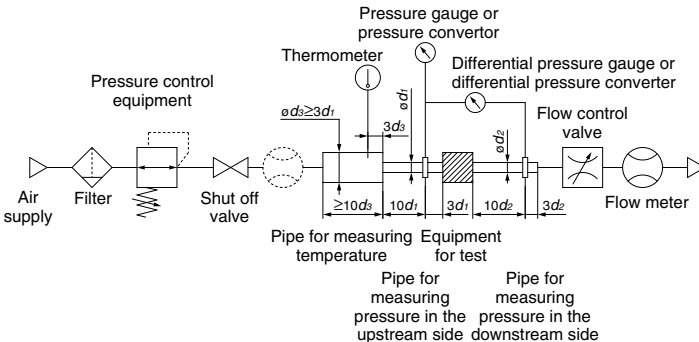 Pressure gauge or
pressure convertor
Thermometer
Differential pressure gauge or
differential pressure converter
Pressure control
equipment
ød₃≥3d₁
3d₃
ød₁
ød₂
Flow control
valve
Air
supply
Filter
Shut off
valve
≥10d₃
10d₁
3d₁
10d₂
3d₂
Flow meter
Pipe for measuring
temperature
Equipment
for test
Pipe for
measuring
pressure in the
upstream side
Pipe for
measuring
pressure in the
downstream side